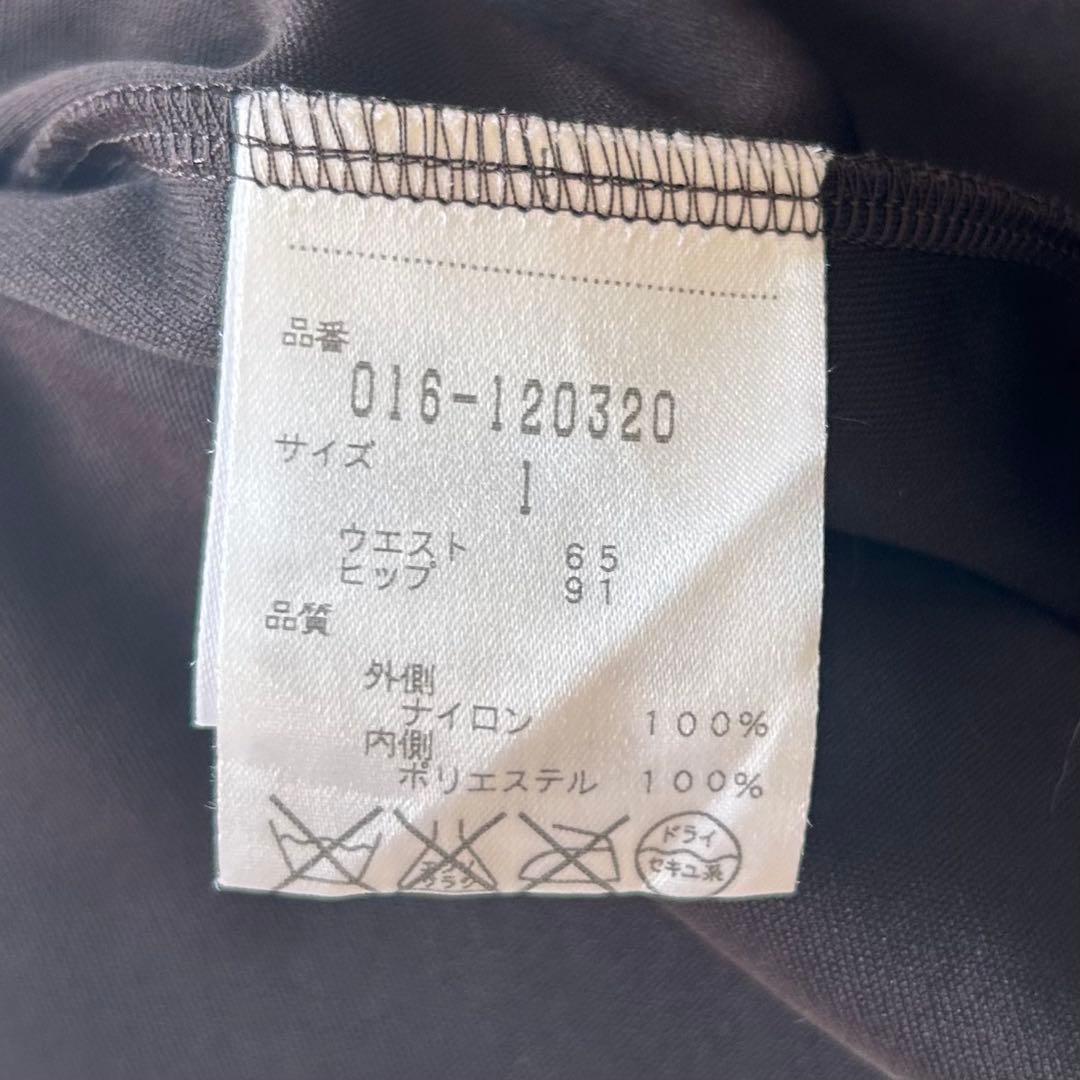 品番
016-120320
サイズ
1
ウエスト 65
ヒップ 91
品質
外側
ナイロン 100%
内側
ポリエステル 100%
ドライ
セキユ系